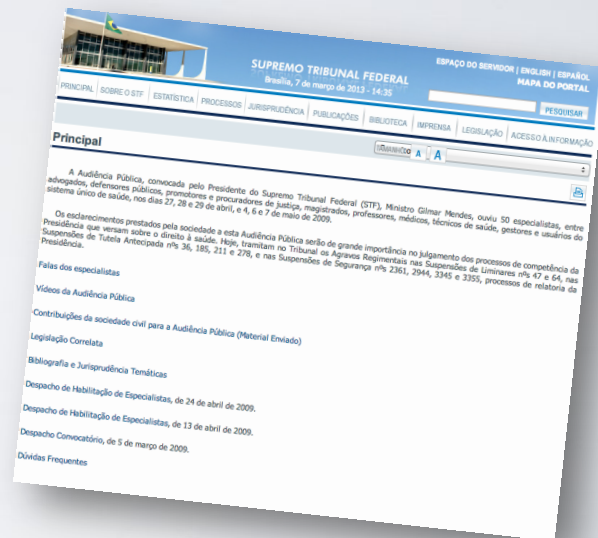 ESPAÇO DO SERVIDOR | ENGLISH | ESPAÑOL
MAPA DO PORTAL
SUPREMO TRIBUNAL FEDERAL
Brasília, 7 de março de 2013 - 14:35
PESQUISAR
PRINCIPAL | SOBRE O STF | ESTATÍSTICA | PROCESSOS | JURISPRUDÊNCIA | PUBLICAÇÕES | BIBLIOTECA | IMPRENSA | LEGISLAÇÃO | ACESSO À INFORMAÇÃO
A A
Principal
A Audiência Pública, convocada pelo Presidente do Supremo Tribunal Federal (STF), Ministro Gilmar Mendes, ouviu 50 especialistas, entre
advogados, defensores públicos, promotores e procuradores de justiça, magistrados, professores, médicos, técnicos de saúde, gestores e usuários do
sistema único de saúde, nos dias 27, 28 e 29 de abril, e 4, 6 e 7 de maio de 2009.
Os esclarecimentos prestados pela sociedade a esta Audiência Pública serão de grande importância no julgamento dos processos de competência da
Presidência que versam sobre o direito à saúde. Hoje, tramitam no Tribunal os Agravos Regimentais nas Suspensões de Liminares nºs 47 e 64, nas
Suspensões de Tutela Antecipada nºs 36, 185, 211 e 278, e nas Suspensões de Segurança nºs 2361, 2944, 3345 e 3355, processos de relatoria da
Presidência.
Falas dos especialistas
Vídeos da Audiência Pública
Contribuições da sociedade civil para a Audiência Pública (Material Enviado)
Legislação Correlata
Bibliografia e Jurisprudência Temáticas
Despacho de Habilitação de Especialistas, de 24 de abril de 2009.
Despacho de Habilitação de Especialistas, de 13 de abril de 2009.
Despacho Convocatório, de 5 de março de 2009.
Dúvidas Frequentes